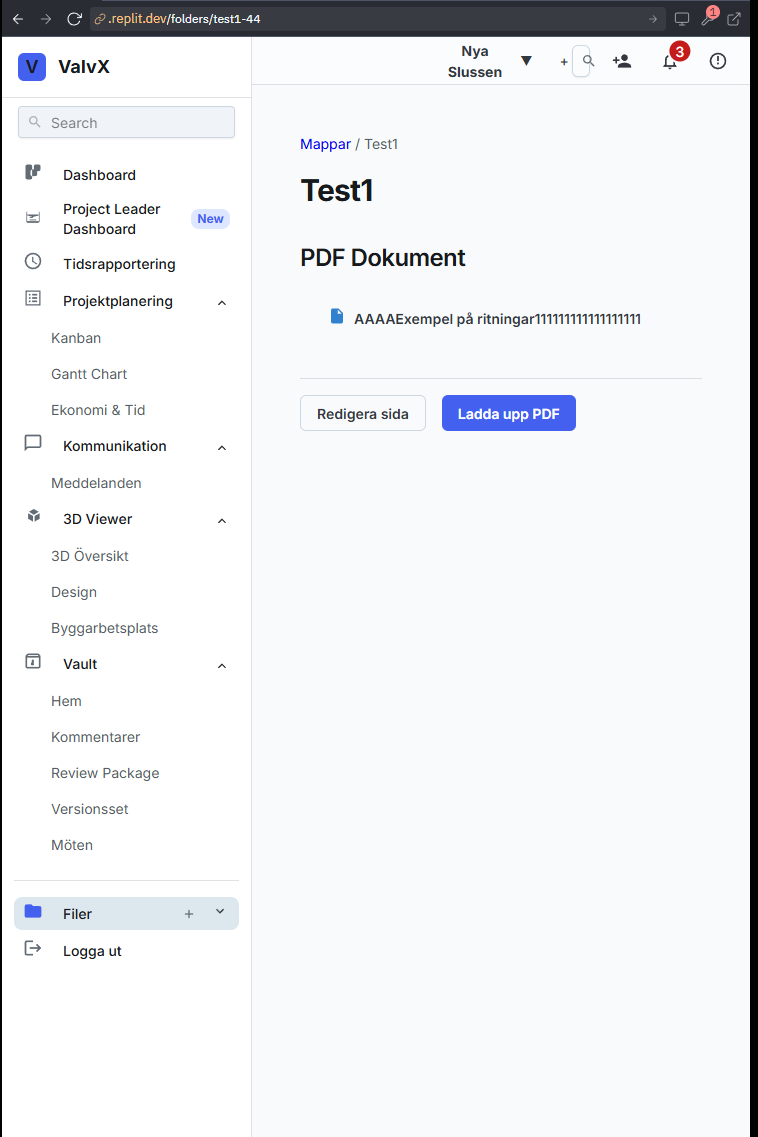 .replit.dev/folders/test1-44
1
V ValvX
Nya
Slussen ▼
+
3
Search
Dashboard
Project Leader
Dashboard
New
Tidsrapportering
Projektplanering
Kanban
Gantt Chart
Ekonomi & Tid
Kommunikation
Meddelanden
3D Viewer
3D Översikt
Design
Byggarbetsplats
Vault
Hem
Kommentarer
Review Package
Versionsset
Möten
Filer +
Logga ut
Mappar / Test1
Test1
PDF Dokument
AAAAExempel på ritningar111111111111111111
Redigera sida
Ladda upp PDF